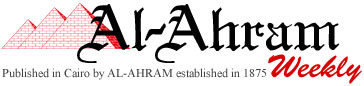 Al-Ahram
Weekly
Published in Cairo by AL-AHRAM established in 1875